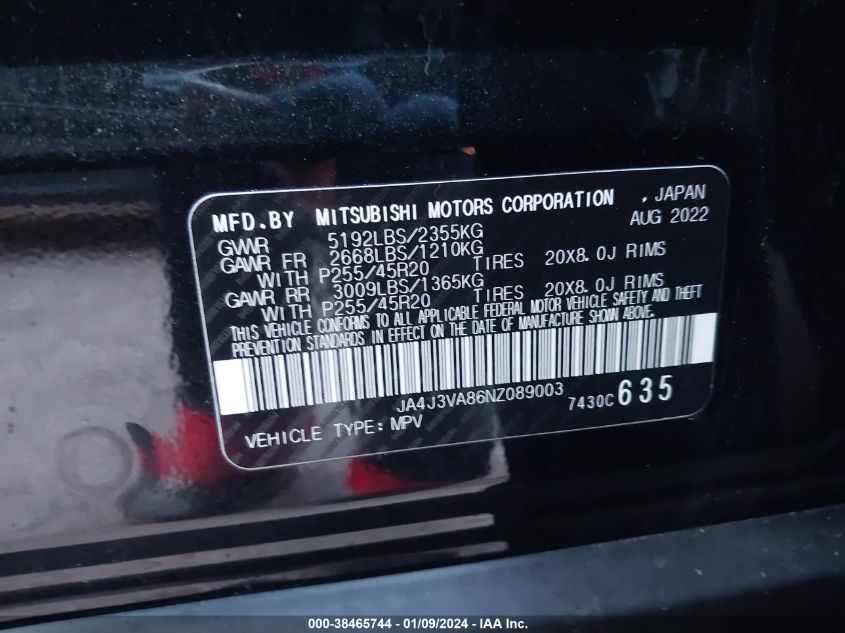 MFD.BY MITSUBISHI MOTORS CORPORATION , JAPAN
AUG 2022
GWWR 5192LBS/2355KG
GAWR FR 2668LBS/1210KG
WITH P255/45R20 TIRES 20X8.0J RIMS
GAWR RR 3009LBS/1365KG
WITH P255/45R20 TIRES 20X8.0J RIMS
THIS VEHICLE CONFORMS TO ALL APPLICABLE FEDERAL MOTOR VEHICLE SAFETY AND THEFT
PREVENTION STANDARDS IN EFFECT ON THE DATE OF MANUFACTURE SHOWN ABOVE.
JA4J3VA86NZ089003
7430C 635
VEHICLE TYPE: MPV
000-38465744 | 01/09/2024 - IAA Inc.